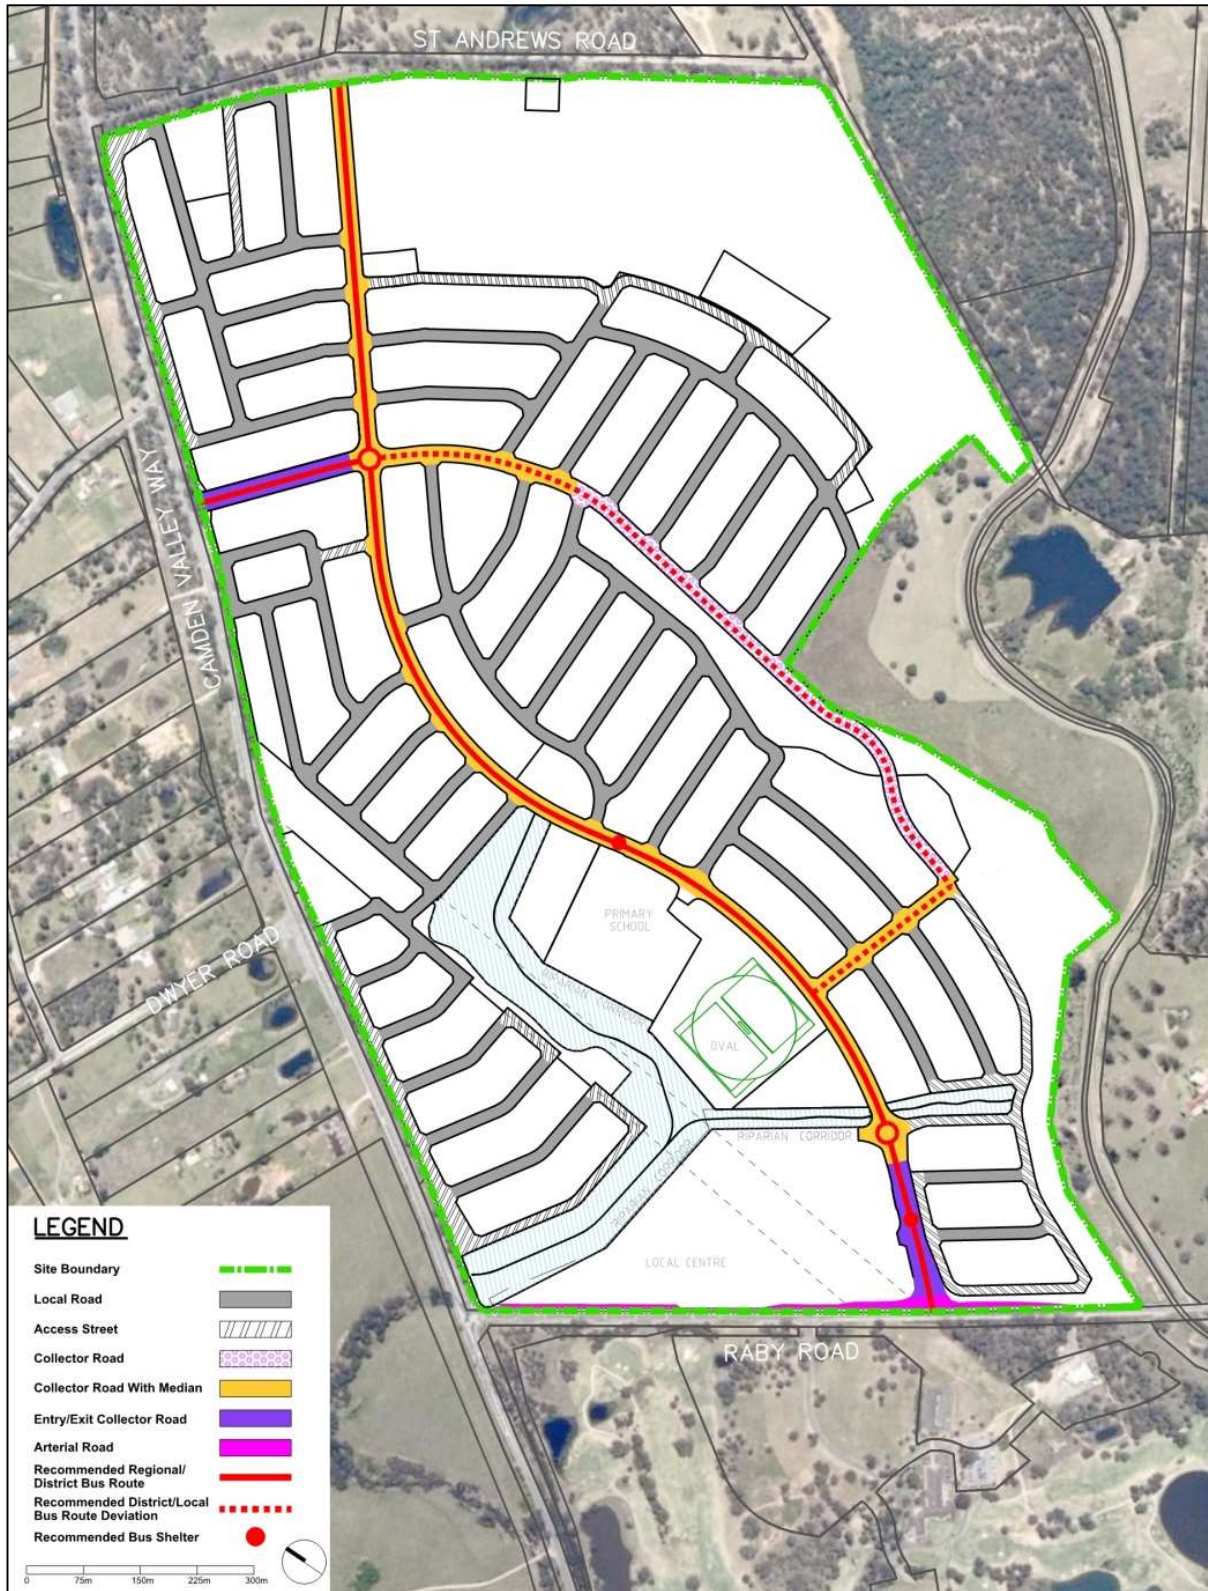 ST ANDREWS ROAD
CAMDEN VALLEY WAY
DWYER ROAD
PRIMARY
SCHOOL
RIPARIAN CORRIDOR
OVAL
RIPARIAN CORRIDOR
RIPARIAN CORRIDOR
LOCAL CENTRE
RABY ROAD
LEGEND
Site Boundary
Local Road
Access Street
Collector Road
Collector Road With Median
Entry/Exit Collector Road
Arterial Road
Recommended Regional/
District Bus Route
Recommended District/Local
Bus Route Deviation
Recommended Bus Shelter
0 75m 150m 225m 300m